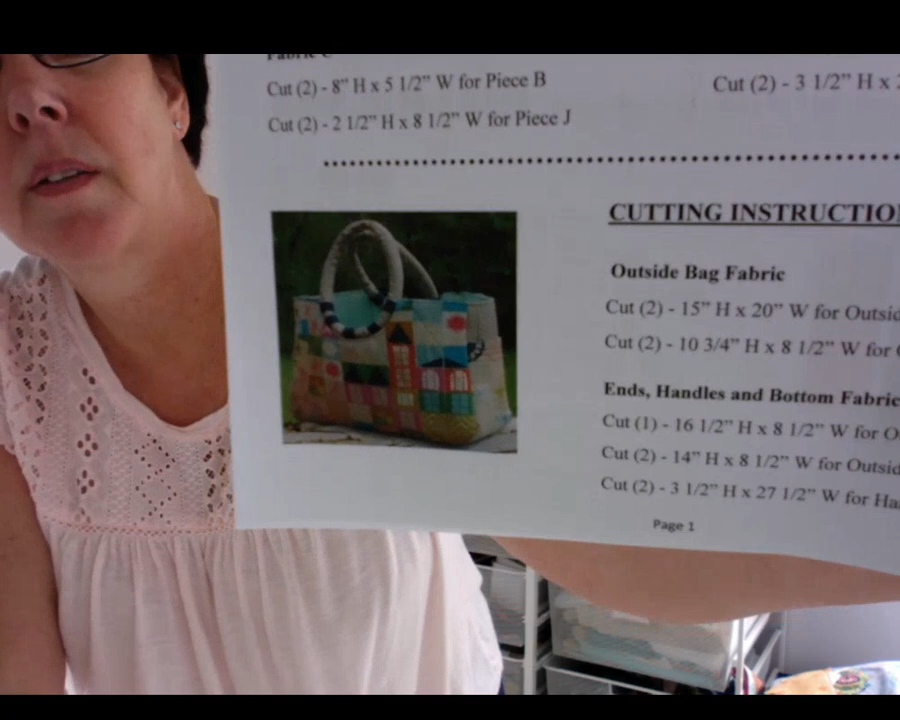 Fabric C
Cut (2) - 8" H x 5 1/2" W for Piece B
Cut (2) - 2 1/2" H x 8 1/2" W for Piece J
Cut (2) - 3 1/2" H x
CUTTING INSTRUCTION
Outside Bag Fabric
Cut (2) - 15" H x 20" W for Outsid
Cut (2) - 10 3/4" H x 8 1/2" W for
Ends, Handles and Bottom Fabric
Cut (1) - 16 1/2" H x 8 1/2" W for O
Cut (2) - 14" H x 8 1/2" W for Outsid
Cut (2) - 3 1/2" H x 27 1/2" W for Ha
Page 1